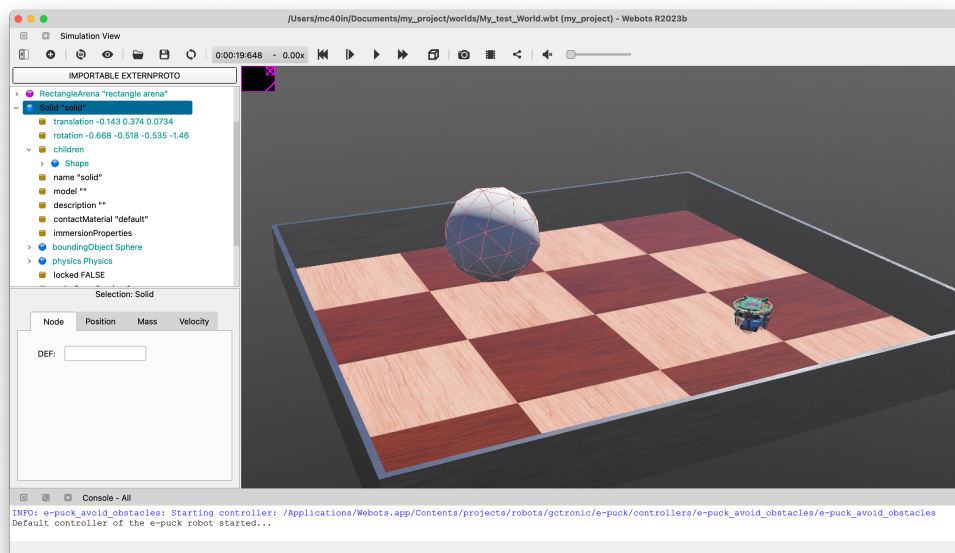 /Users/mc40in/Documents/my_project/worlds/My_test_World.wbt (my_project) - Webots R2023b
Simulation View
0:00:19:648 - 0.00x
IMPORTABLE EXTERNPROTO
RectangleArena "rectangle arena"
Solid "solid"
translation -0.143 0.374 0.0734
rotation -0.668 -0.518 -0.535 -1.46
children
Shape
name "solid"
model ""
description ""
contactMaterial "default"
immersionProperties
boundingObject Sphere
physics Physics
locked FALSE
Selection: Solid
Node Position Mass Velocity
DEF:
Console - All
INFO: e-puck_avoid_obstacles: Starting controller: /Applications/Webots.app/Contents/projects/robots/gctronic/e-puck/controllers/e-puck_avoid_obstacles/e-puck_avoid_obstacles
Default controller of the e-puck robot started...